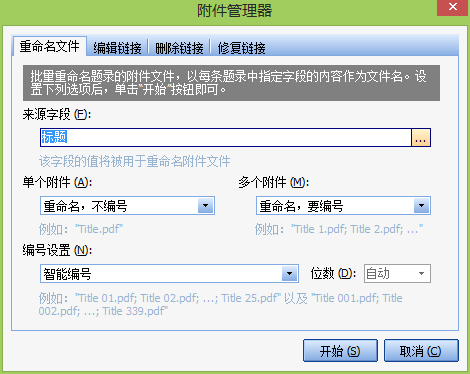 附件管理器
重命名文件 编辑链接 删除链接 修复链接
批量重命名题录的附件文件，以每条题录中指定字段的内容作为文件名。设
置下列选项后，单击"开始"按钮即可。
来源字段 (F):
标题 ...
该字段的值将被用于重命名附件文件
单个附件 (A): 多个附件 (M):
重命名，不编号 重命名，要编号
例如："Title.pdf" 例如："Title 1.pdf; Title 2.pdf; ..."
编号设置 (N):
智能编号 位数 (D): 自动
例如："Title 01.pdf; Title 02.pdf; ...; Title 25.pdf" 以及 "Title 001.pdf; Title
002.pdf; ...; Title 339.pdf"
开始 (S) 取消 (C)